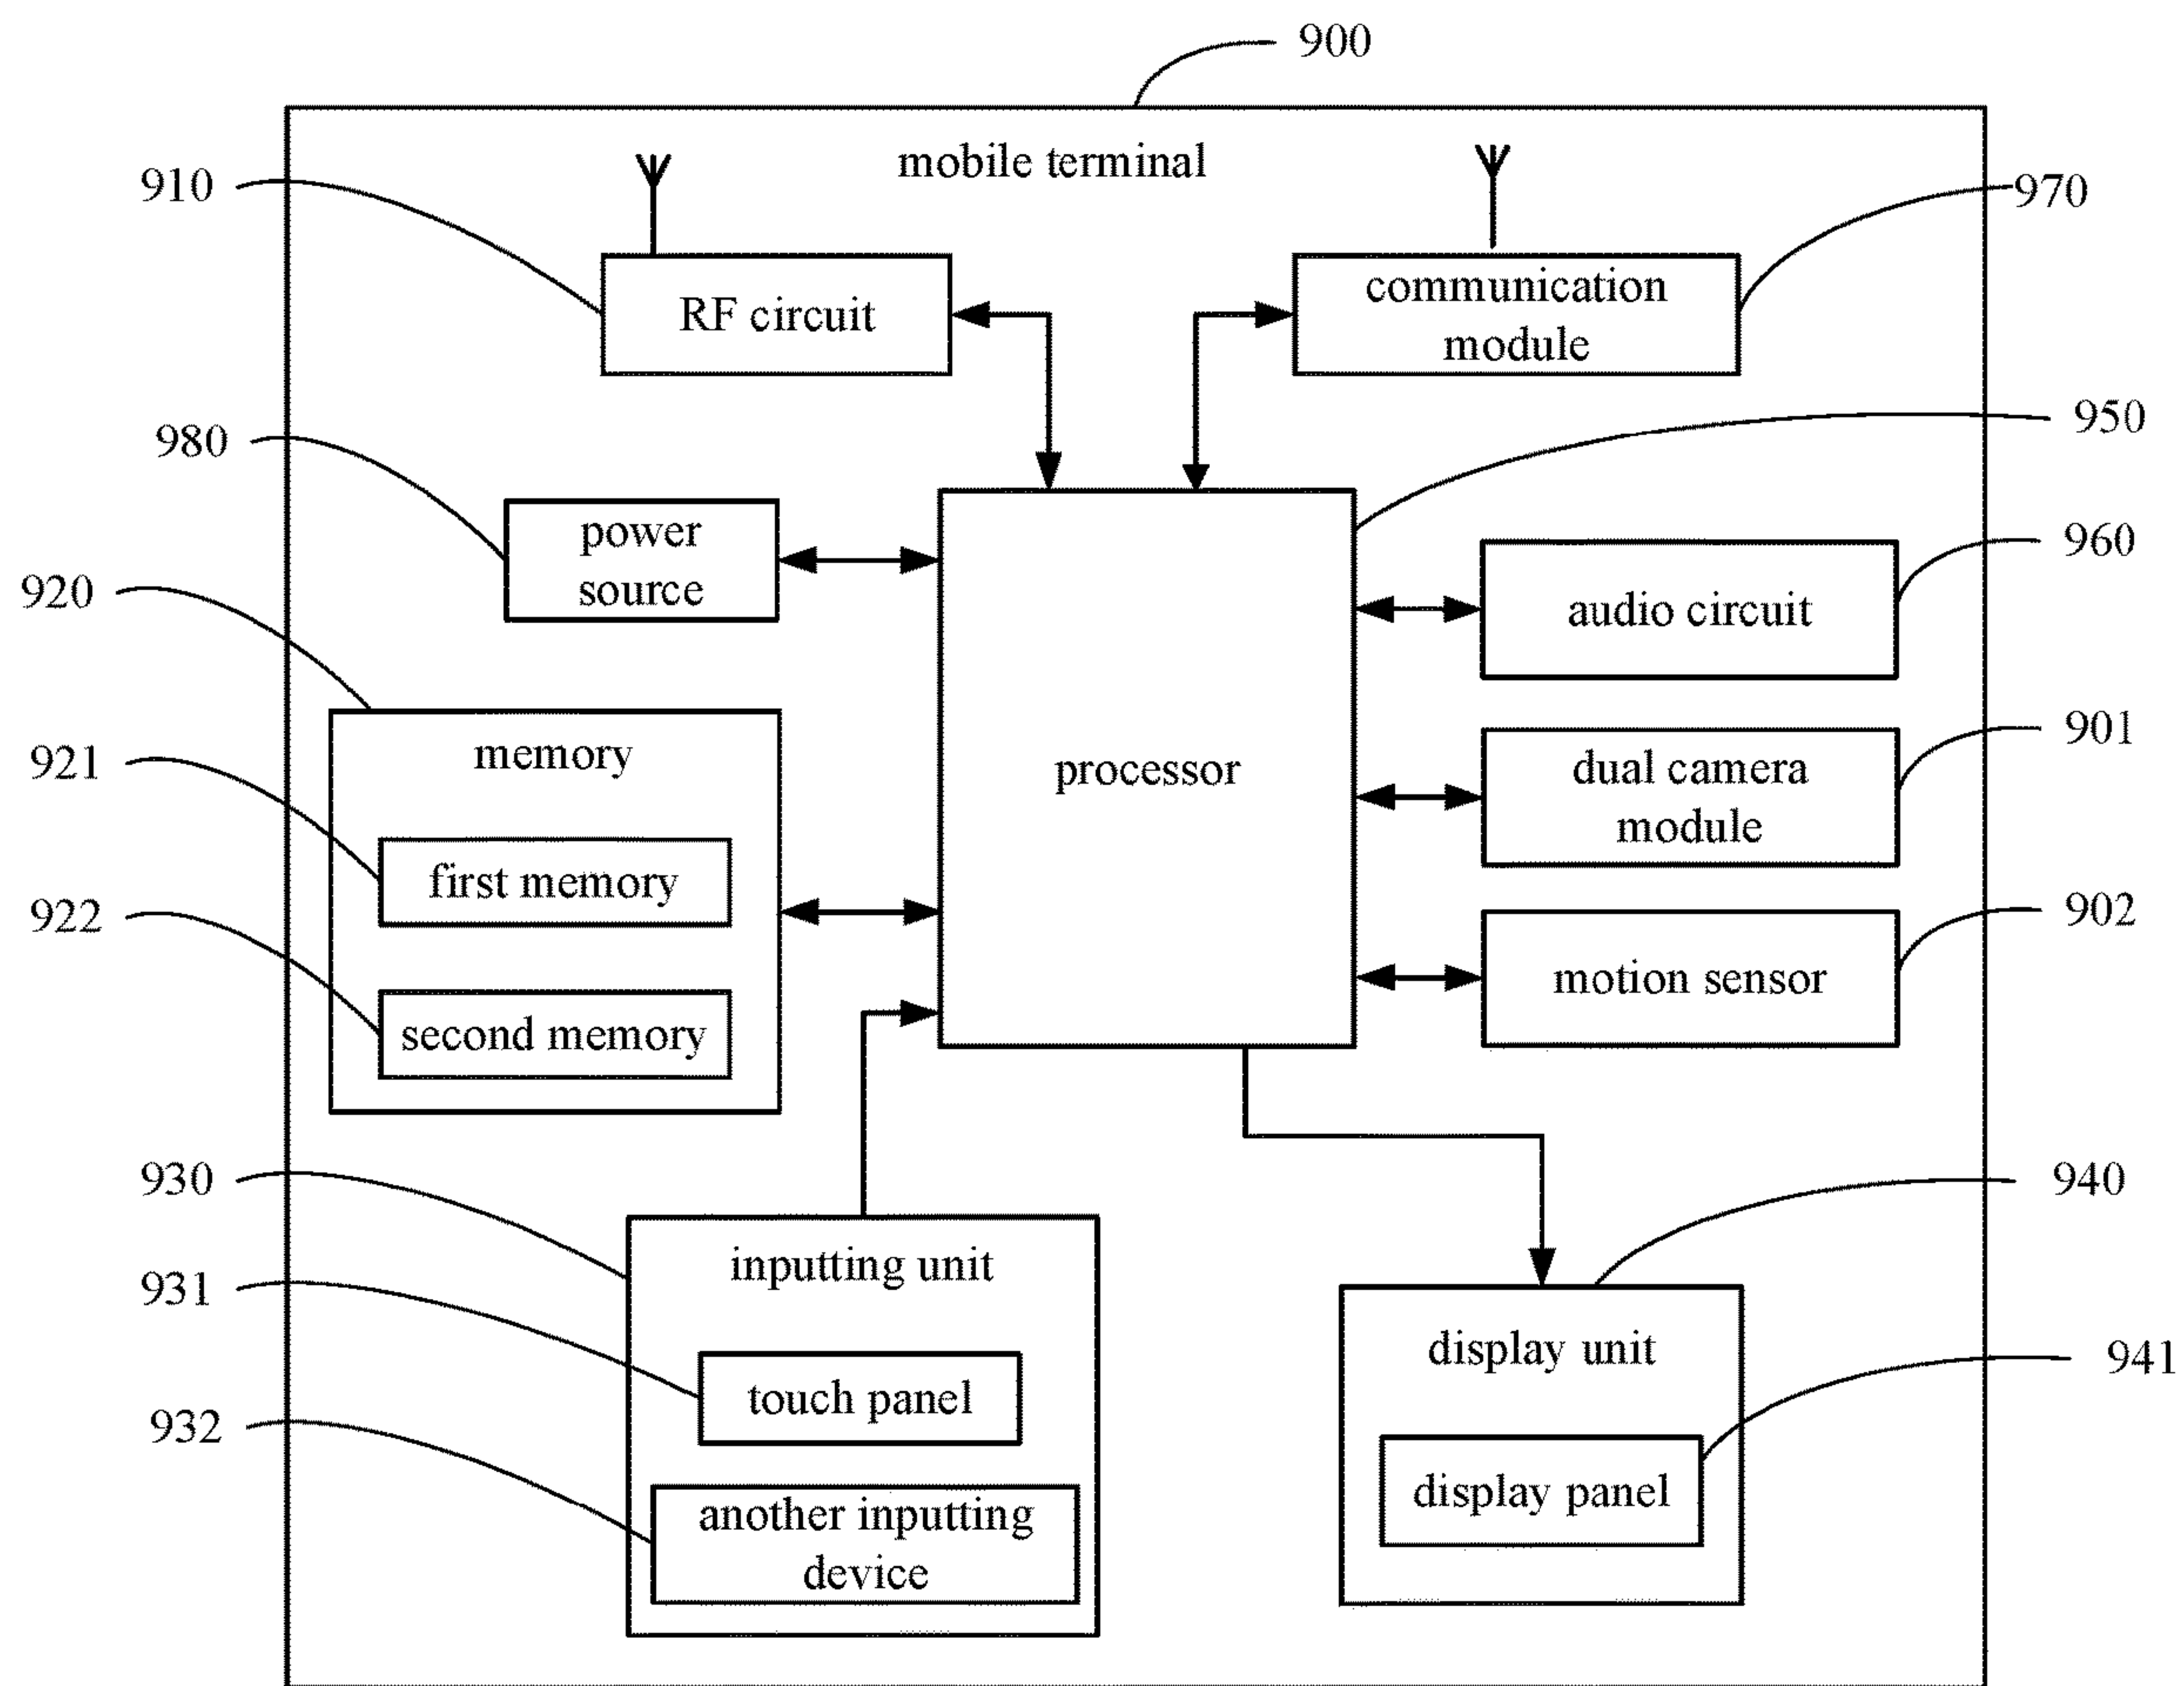 900
mobile terminal
910
970
RF circuit
communication
module
950
980
power
source
960
audio circuit
920
memory
921
first memory
922
second memory
processor
901
dual camera
module
902
motion sensor
930
inputting unit
931
touch panel
932
another inputting
device
940
display unit
941
display panel